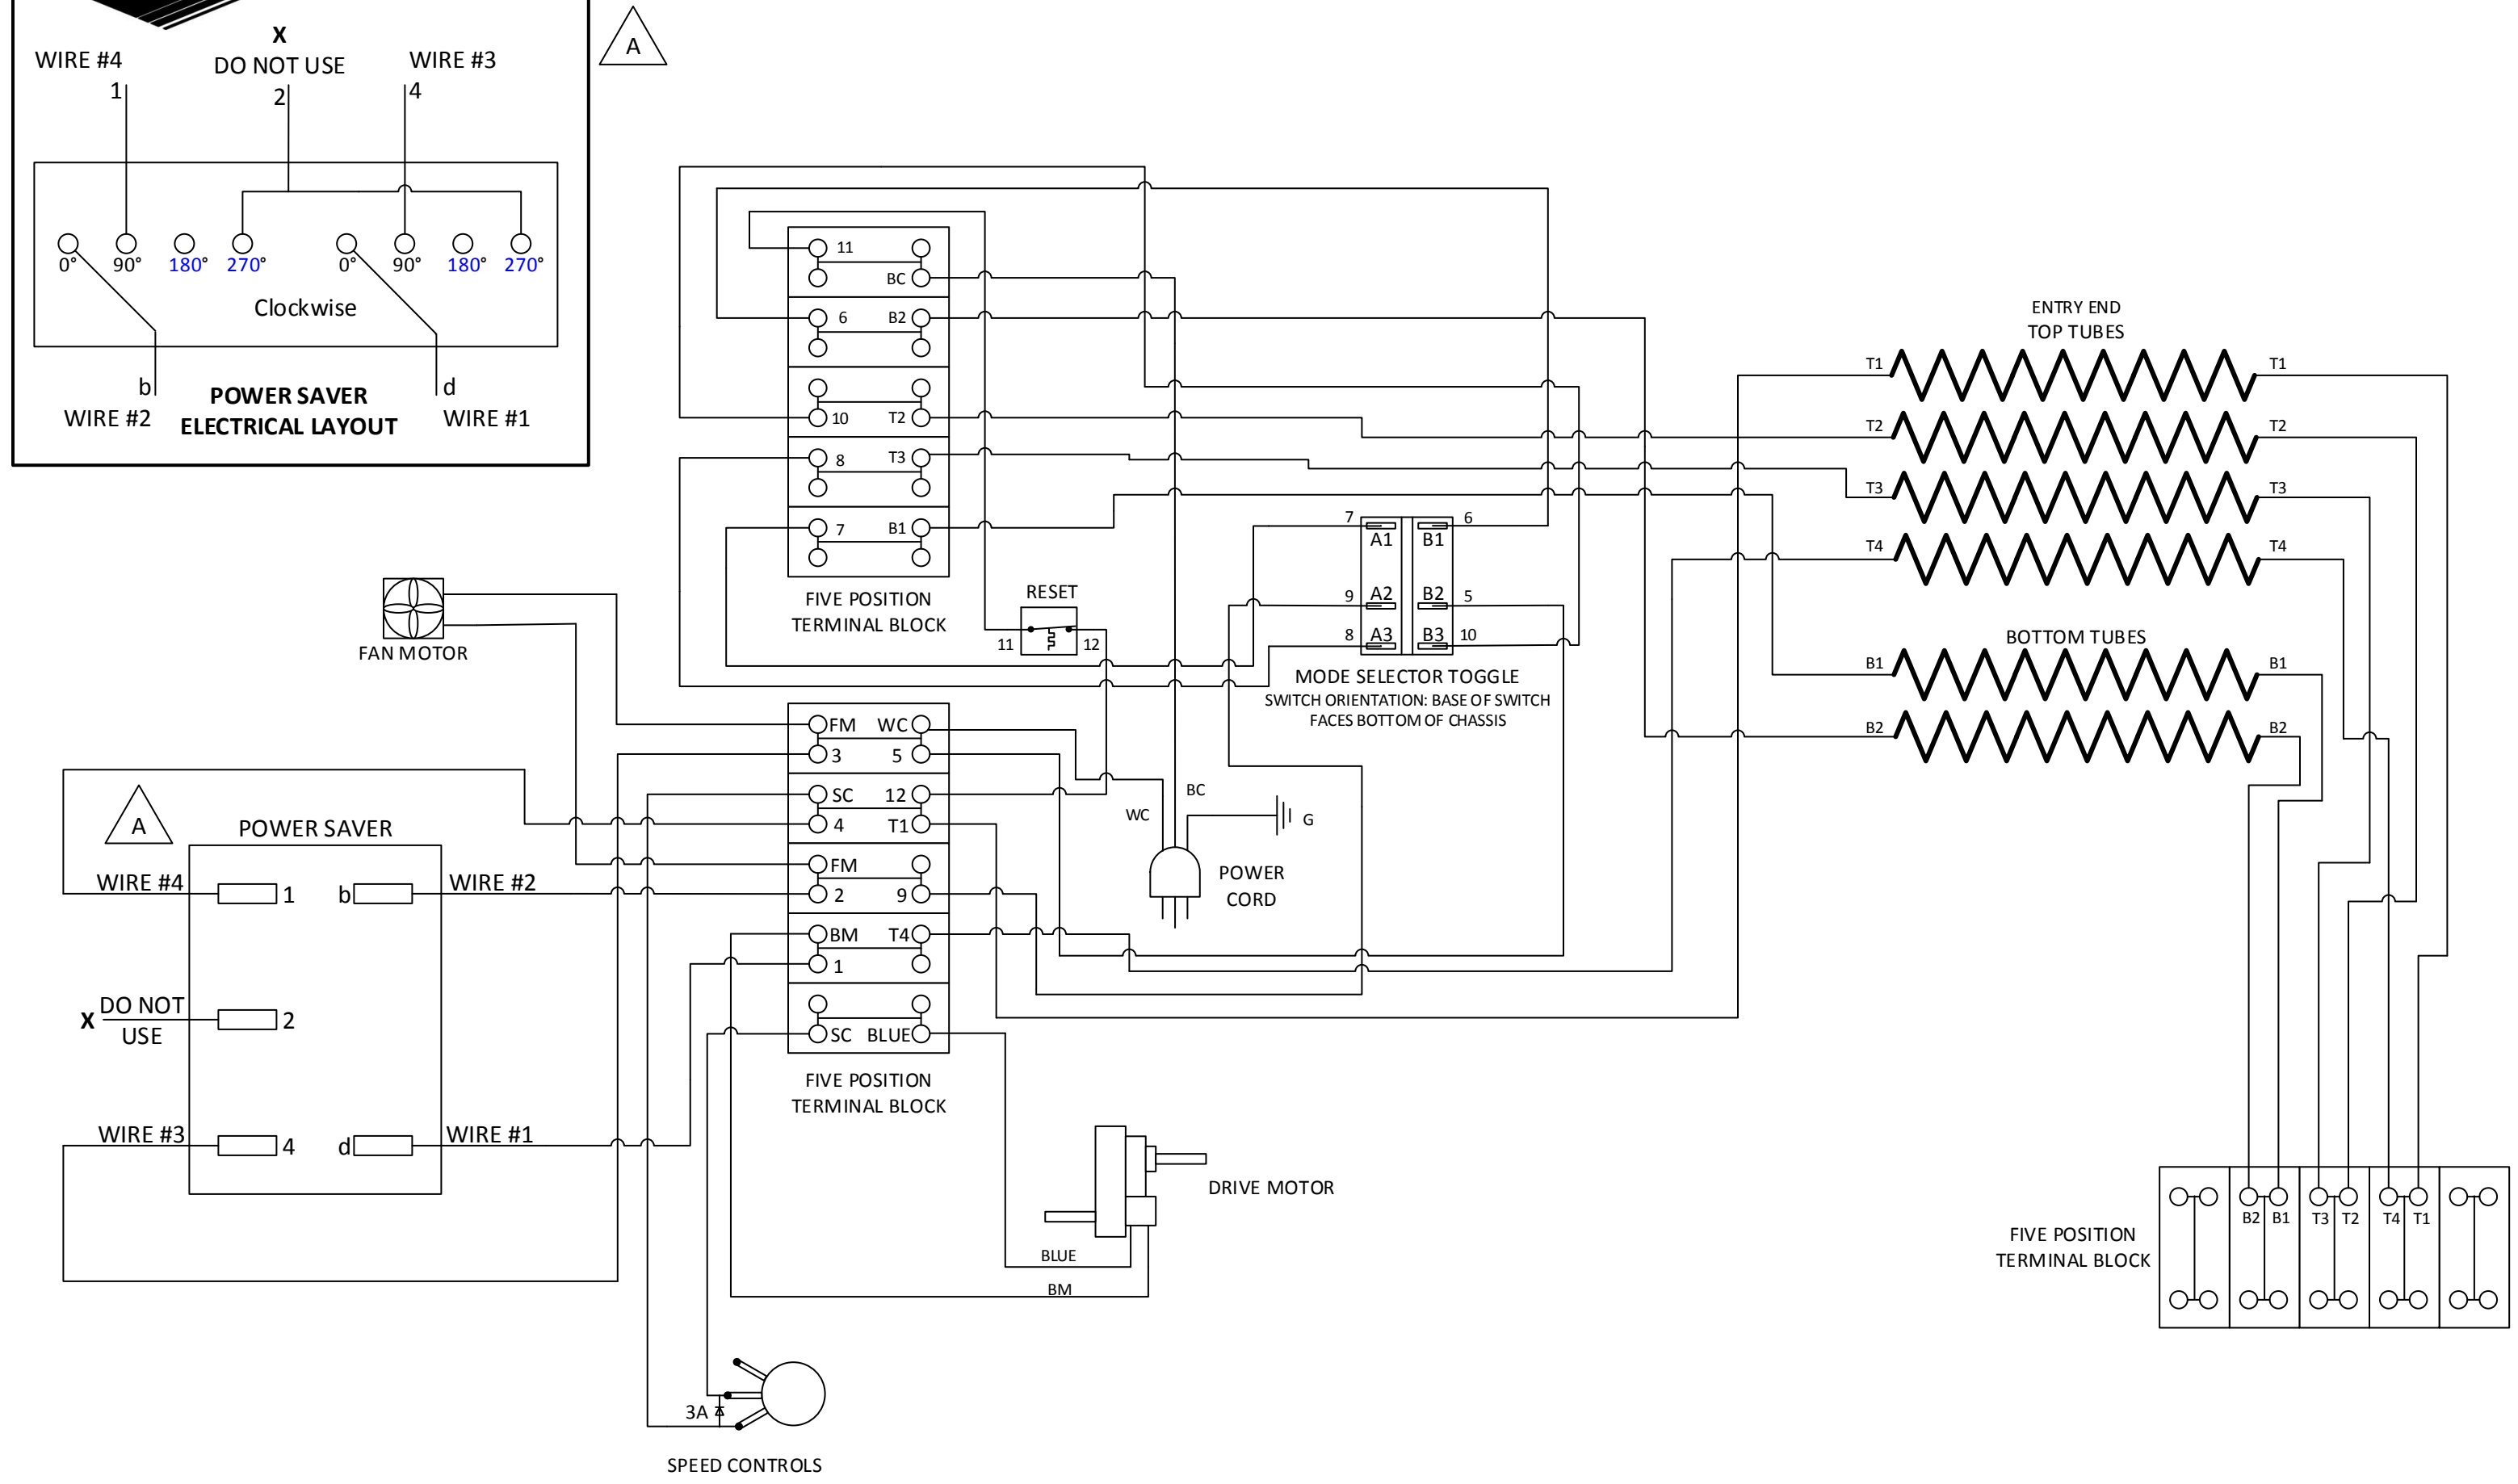 X
DO NOT USE
WIRE #4
WIRE #3
1
2
4
0°
90°
180°
270°
0°
90°
180°
270°
Clockwise
b
d
WIRE #2
POWER SAVER
ELECTRICAL LAYOUT
WIRE #1
A
11
BC
6
B2
10
T2
8
T3
7
B1
FIVE POSITION
TERMINAL BLOCK
RESET
11
12
7
A1
B1
6
9
A2
B2
5
8
A3
B3
10
MODE SELECTOR TOGGLE
SWITCH ORIENTATION: BASE OF SWITCH
FACES BOTTOM OF CHASSIS
ENTRY END
TOP TUBES
T1
T1
T2
T2
T3
T3
T4
T4
BOTTOM TUBES
B1
B1
B2
B2
FAN MOTOR
FM
WC
3
5
SC
12
4
T1
FM
2
9
BM
T4
1
SC
BLUE
FIVE POSITION
TERMINAL BLOCK
WC
BC
G
POWER
CORD
A
POWER SAVER
WIRE #4
1
b
WIRE #2
X
DO NOT
USE
2
WIRE #3
4
d
WIRE #1
DRIVE MOTOR
BLUE
BM
3A
SPEED CONTROLS
B2
B1
T3
T2
T4
T1
FIVE POSITION
TERMINAL BLOCK